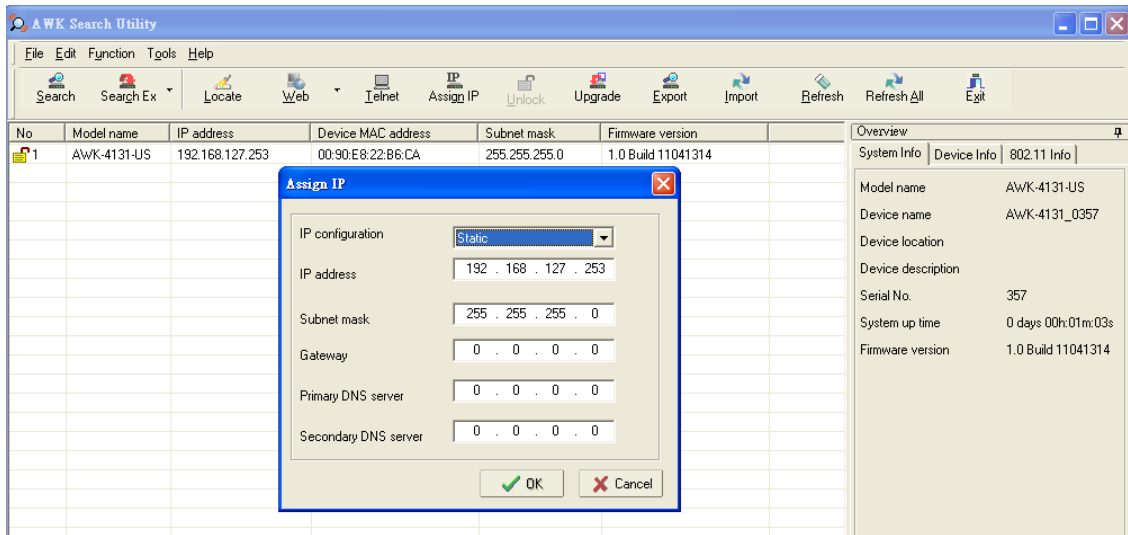 AWK Search Utility
File Edit Function Tools Help
Search Search Ex Locate Web Telnet IP Assign IP Unlock Upgrade Export Import Refresh Refresh All Exit
No Model name IP address Device MAC address Subnet mask Firmware version
1 AWK-4131-US 192.168.127.253 00:90:E8:22:B6:CA 255.255.255.0 1.0 Build 11041314
Assign IP
IP configuration Static
IP address 192 . 168 . 127 . 253
Subnet mask 255 . 255 . 255 . 0
Gateway 0 . 0 . 0 . 0
Primary DNS server 0 . 0 . 0 . 0
Secondary DNS server 0 . 0 . 0 . 0
OK Cancel
Overview
System Info Device Info 802.11 Info
Model name AWK-4131-US
Device name AWK-4131_0357
Device location
Device description
Serial No. 357
System up time 0 days 00h:01m:03s
Firmware version 1.0 Build 11041314